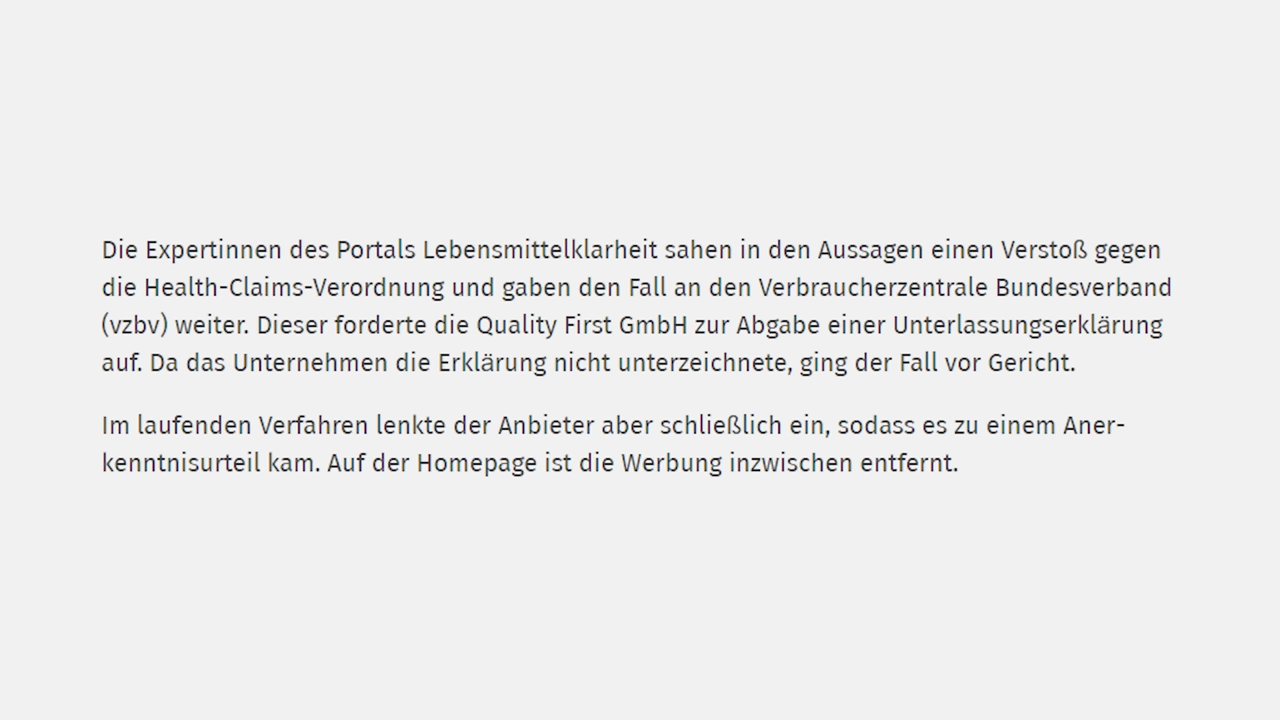 Die Expertinnen des Portals Lebensmittelklarheit sahen in den Aussagen einen Verstoß gegen
die Health-Claims-Verordnung und gaben den Fall an den Verbraucherzentrale Bundesverband
(vzbv) weiter. Dieser forderte die Quality First GmbH zur Abgabe einer Unterlassungserklärung
auf. Da das Unternehmen die Erklärung nicht unterzeichnete, ging der Fall vor Gericht.
Im laufenden Verfahren lenkte der Anbieter aber schließlich ein, sodass es zu einem Aner-
kenntnisurteil kam. Auf der Homepage ist die Werbung inzwischen entfernt.